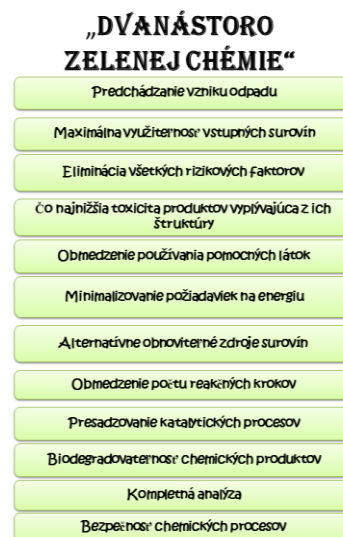 „DVANÁSTORO
ZELENEJ CHÉMIE“
Predchádzanie vzniku odpadu
Maximálna využiteľnosť vstupných surovín
Eliminácia všetkých rizikových faktorov
Čo najnižšia toxicita produktov vyplývajúca z ich
štruktúry
Obmedzenie používania pomocných látok
Minimalizovanie požiadaviek na energiu
Alternatívne obnoviteľné zdroje surovín
Obmedzenie počtu reakčných krokov
Presadzovanie katalytických procesov
Biodegradovateľnosť chemických produktov
Kompletná analýza
Bezpečnosť chemických procesov